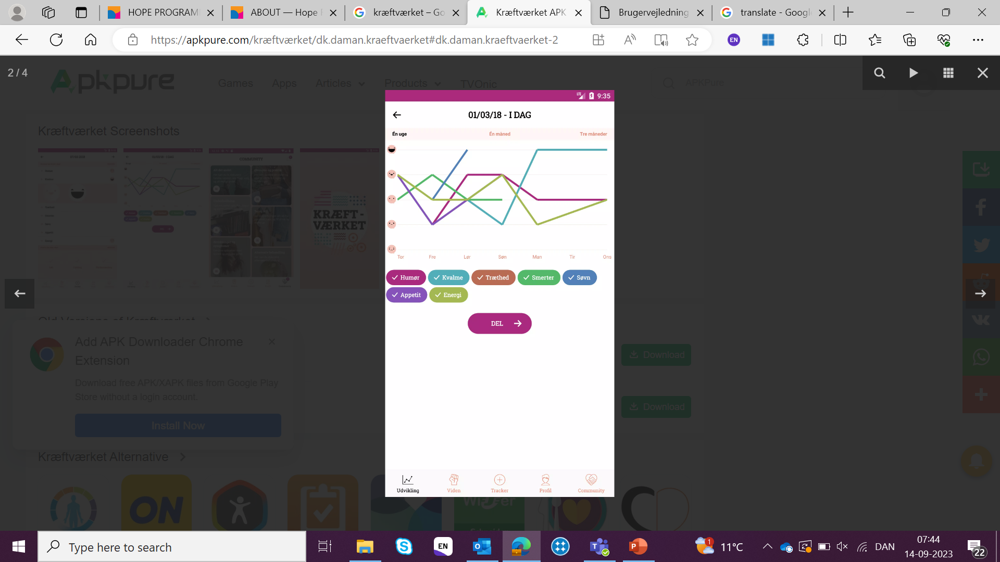 HOPE PROGRAM
ABOUT — Hope
kræftværket – Go
Kræftværket APK
Brugervejledning
translate - Google
https://apkpure.com/kræftværket/dk.daman.kraeftvaerket#dk.daman.kraeftvaerket-2
EN
2 / 4
Apkpure
Games
Apps
Articles
Products
TVOnic
APKPure
LTE
9:35
01/03/18 - I DAG
Én uge
Én måned
Tre måneder
Kræftværket Screenshots
COMMUNITY
KRÆFT-
VÆRKET
Tor
Fre
Lør
Søn
Man
Tir
Ons
Humør
Kvalme
Træthed
Smerter
Søvn
Appetit
Energi
DEL
Old Versions of Kræftværket
Add APK Downloader Chrome
Extension
Download free APK/XAPK files from Google Play
Store without a login account.
Install Now
Download
Download
Kræftværket Alternative
ON
Udvikling
Viden
Tracker
Profil
Community
Type here to search
EN
1
11°C
DAN
07:44
14-09-2023
22